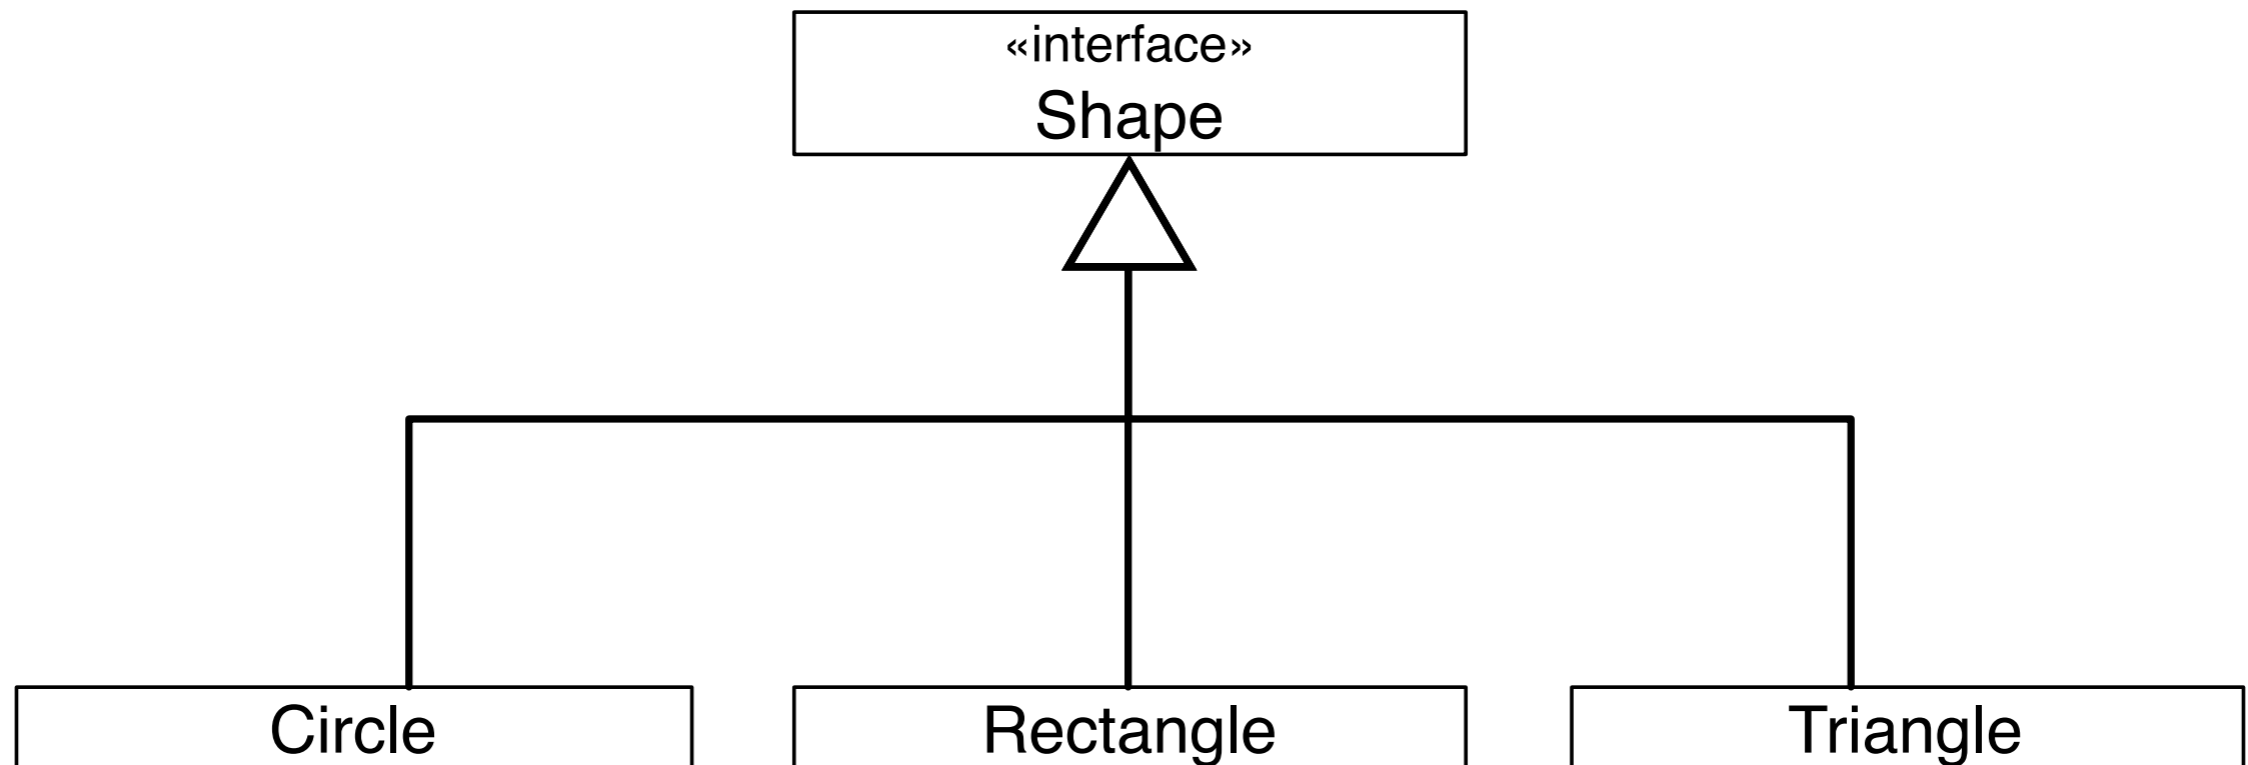 «interface»
Shape
Circle
Rectangle
Triangle